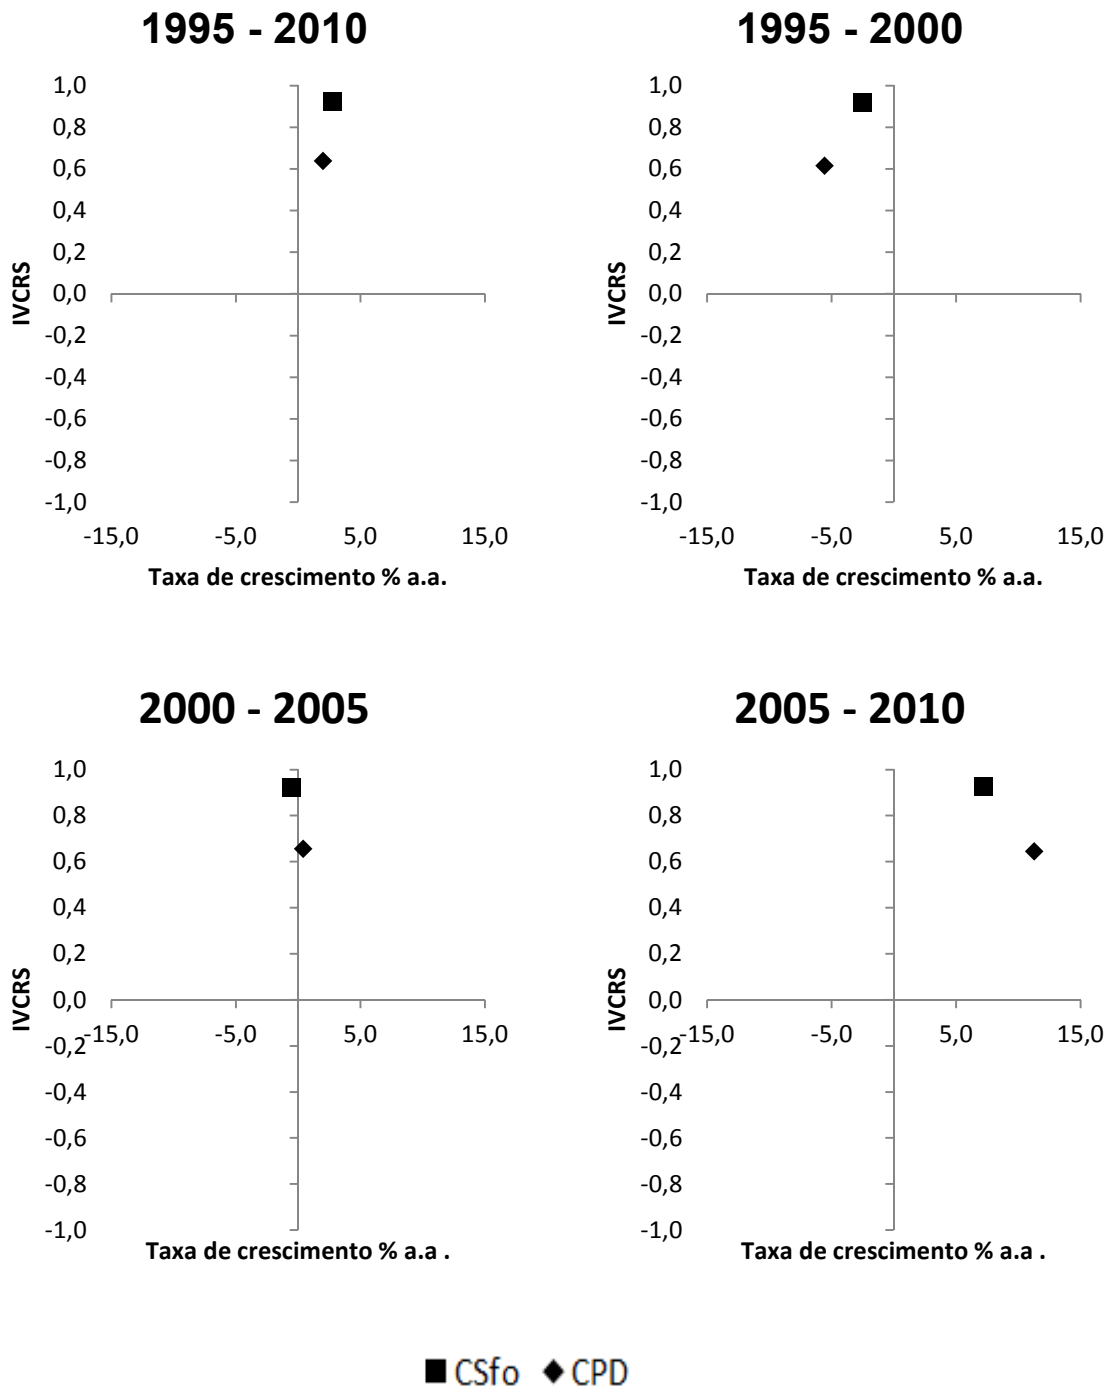 1995 - 2010
1,0
0,8
0,6
0,4
0,2
0,0
-0,2
-0,4
-0,6
-0,8
-1,0
IVCRS
-15,0 -5,0 5,0 15,0
Taxa de crescimento % a.a.
1995 - 2000
1,0
0,8
0,6
0,4
0,2
0,0
-0,2
-0,4
-0,6
-0,8
-1,0
IVCRS
-15,0 -5,0 5,0 15,0
Taxa de crescimento % a.a.
2000 - 2005
1,0
0,8
0,6
0,4
0,2
0,0
-0,2
-0,4
-0,6
-0,8
-1,0
IVCRS
-15,0 -5,0 5,0 15,0
Taxa de crescimento % a.a .
2005 - 2010
1,0
0,8
0,6
0,4
0,2
0,0
-0,2
-0,4
-0,6
-0,8
-1,0
IVCRS
-15,0 -5,0 5,0 15,0
Taxa de crescimento % a.a .
CSfo CPD